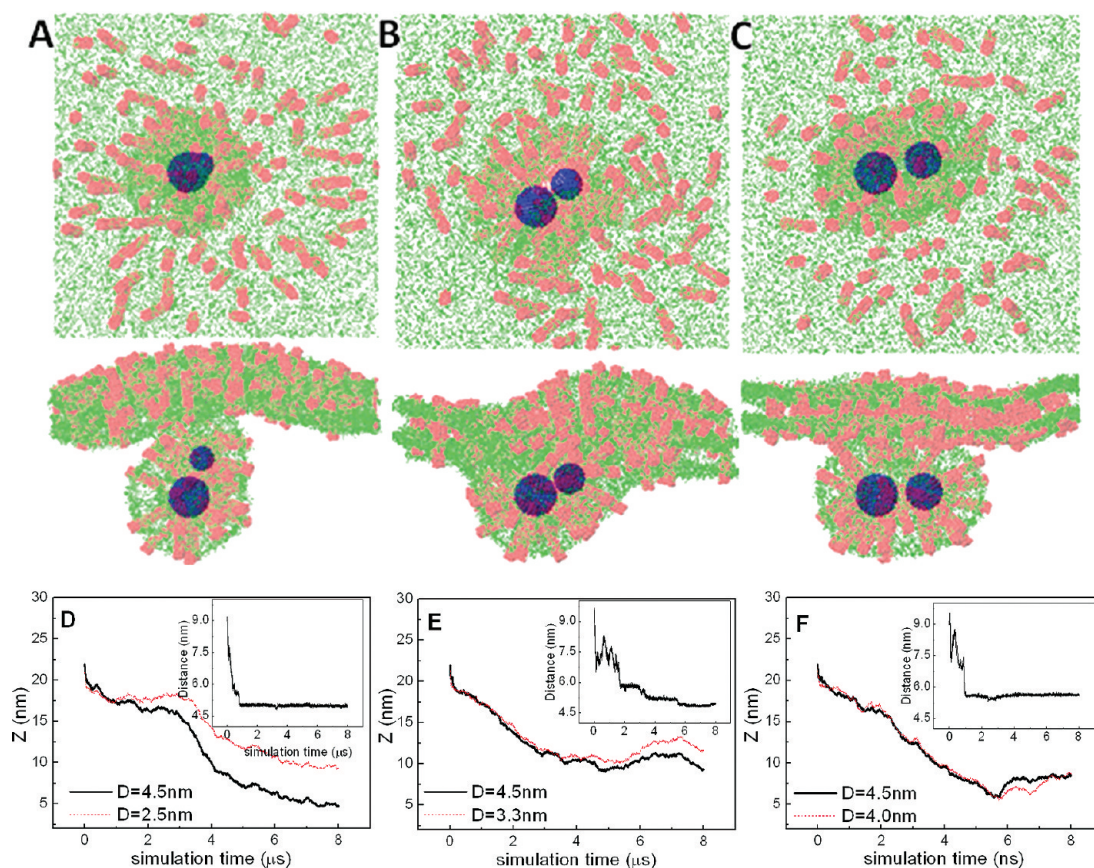 A
B
C
D
30
25
20
15
10
5
Z (nm)
0
2
4
6
8
simulation time (μs)
D=4.5nm
D=2.5nm
9.0
7.5
6.0
4.5
Distance (nm)
0
2
4
6
8
simulation time (μs)
E
30
25
20
15
10
5
Z (nm)
0
2
4
6
8
simulation time (μs)
D=4.5nm
D=3.3nm
9.0
7.5
6.0
4.5
Distance (nm)
0
2
4
6
8
F
30
25
20
15
10
5
Z (nm)
0
2
4
6
8
simulation time (ns)
D=4.5nm
D=4.0nm
9.0
7.5
6.0
4.5
Distance (nm)
0
2
4
6
8